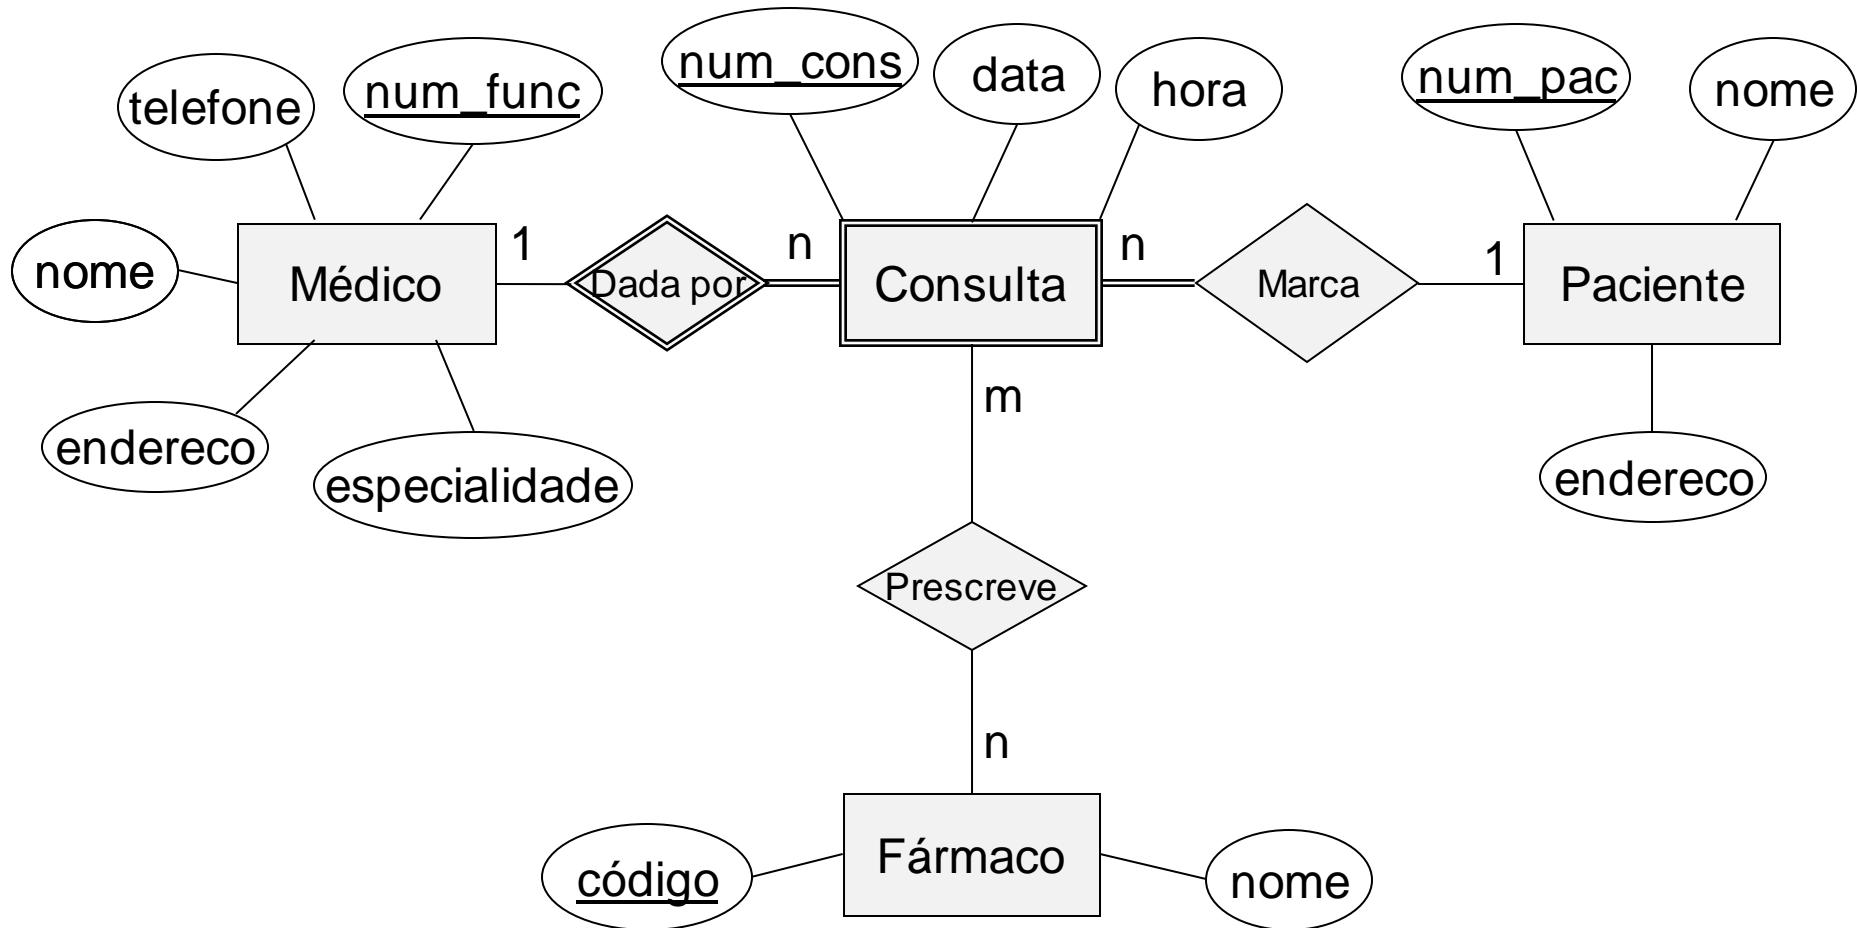 num_cons
data
hora
num_pac
nome
telefone
num_func
nome
Médico
1
Dada por
n
Consulta
n
Marca
1
Paciente
endereco
especialidade
m
endereco
Prescreve
n
Fármaco
código
nome